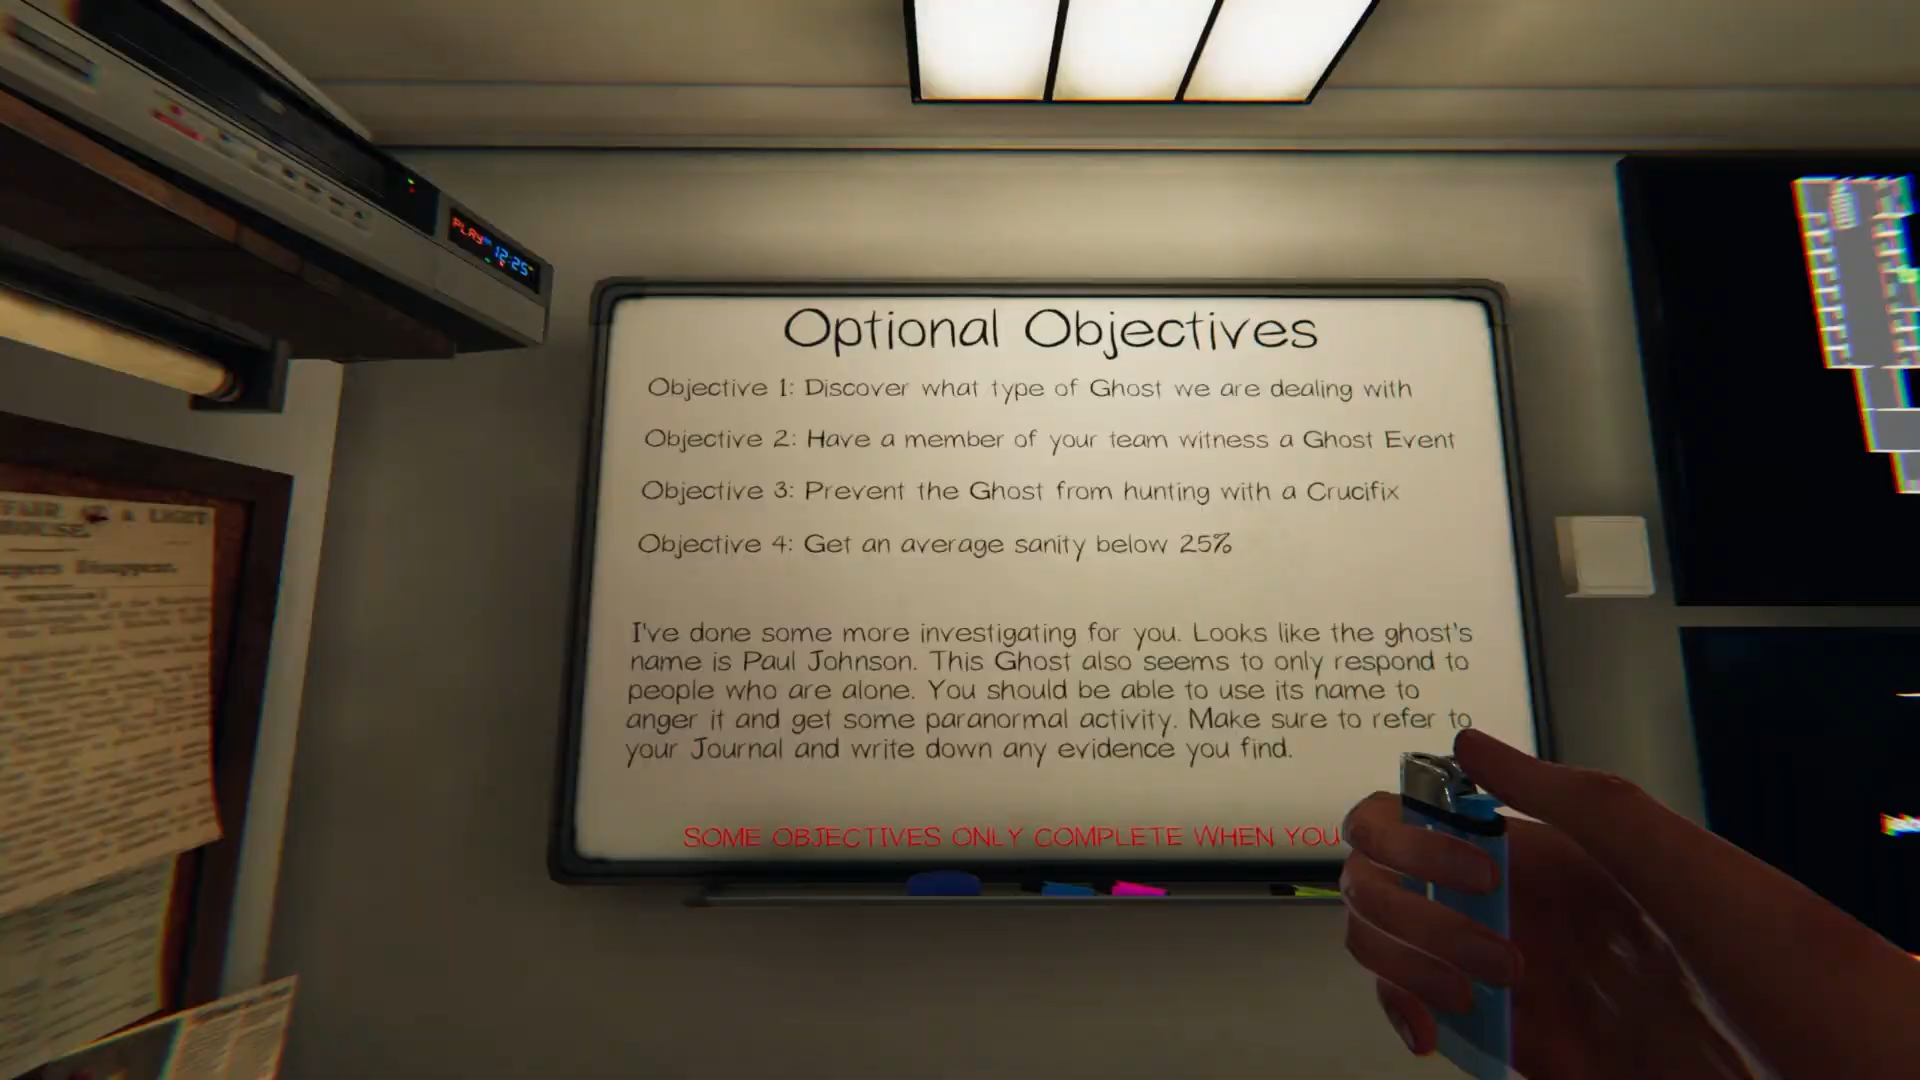 PLAY 12:25
Optional Objectives
Objective 1: Discover what type of Ghost we are dealing with
Objective 2: Have a member of your team witness a Ghost Event
Objective 3: Prevent the Ghost from hunting with a Crucifix
Objective 4: Get an average sanity below 25%
I've done some more investigating for you. Looks like the ghost's
name is Paul Johnson. This Ghost also seems to only respond to
people who are alone. You should be able to use its name to
anger it and get some paranormal activity. Make sure to refer to
your Journal and write down any evidence you find.
SOME OBJECTIVES ONLY COMPLETE WHEN YOU
LIGHT
HOUSE
Disappear.